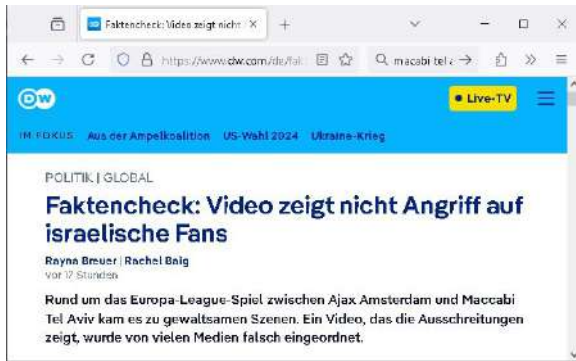 Faktencheck: Video zeigt nicht
https://www.dw.com/de/fak
macabi tel a
DW
Live-TV
IM FOKUS Aus der Ampelkoalition US-Wahl 2024 Ukraine-Krieg
POLITIK | GLOBAL
Faktencheck: Video zeigt nicht Angriff auf
israelische Fans
Rayna Breuer | Rachel Baig
vor 17 Stunden
Rund um das Europa-League-Spiel zwischen Ajax Amsterdam und Maccabi
Tel Aviv kam es zu gewaltsamen Szenen. Ein Video, das die Ausschreitungen
zeigt, wurde von vielen Medien falsch eingeordnet.